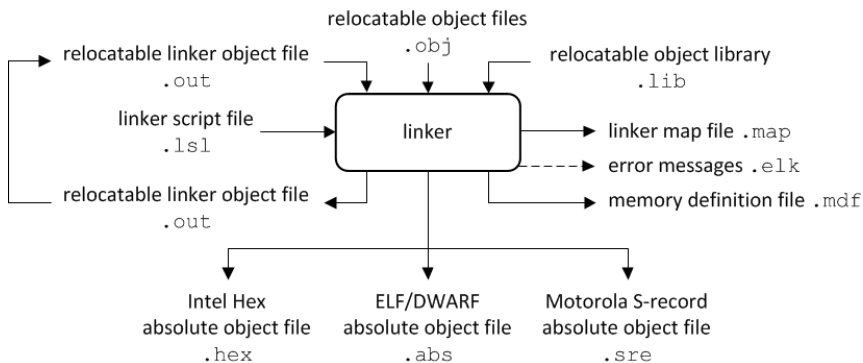 relocatable object files
.obj
relocatable linker object file
.out
relocatable object library
.lib
linker script file
.lsl
linker
linker map file .map
error messages .elk
relocatable linker object file
.out
memory definition file .mdf
Intel Hex
absolute object file
.hex
ELF/DWARF
absolute object file
.abs
Motorola S-record
absolute object file
.sre